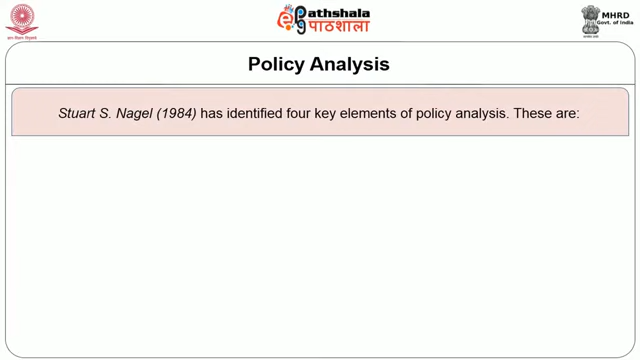 Pathshala
पाठशाला
MHRD
Govt. of India
Policy Analysis
Stuart S. Nagel (1984) has identified four key elements of policy analysis. These are: